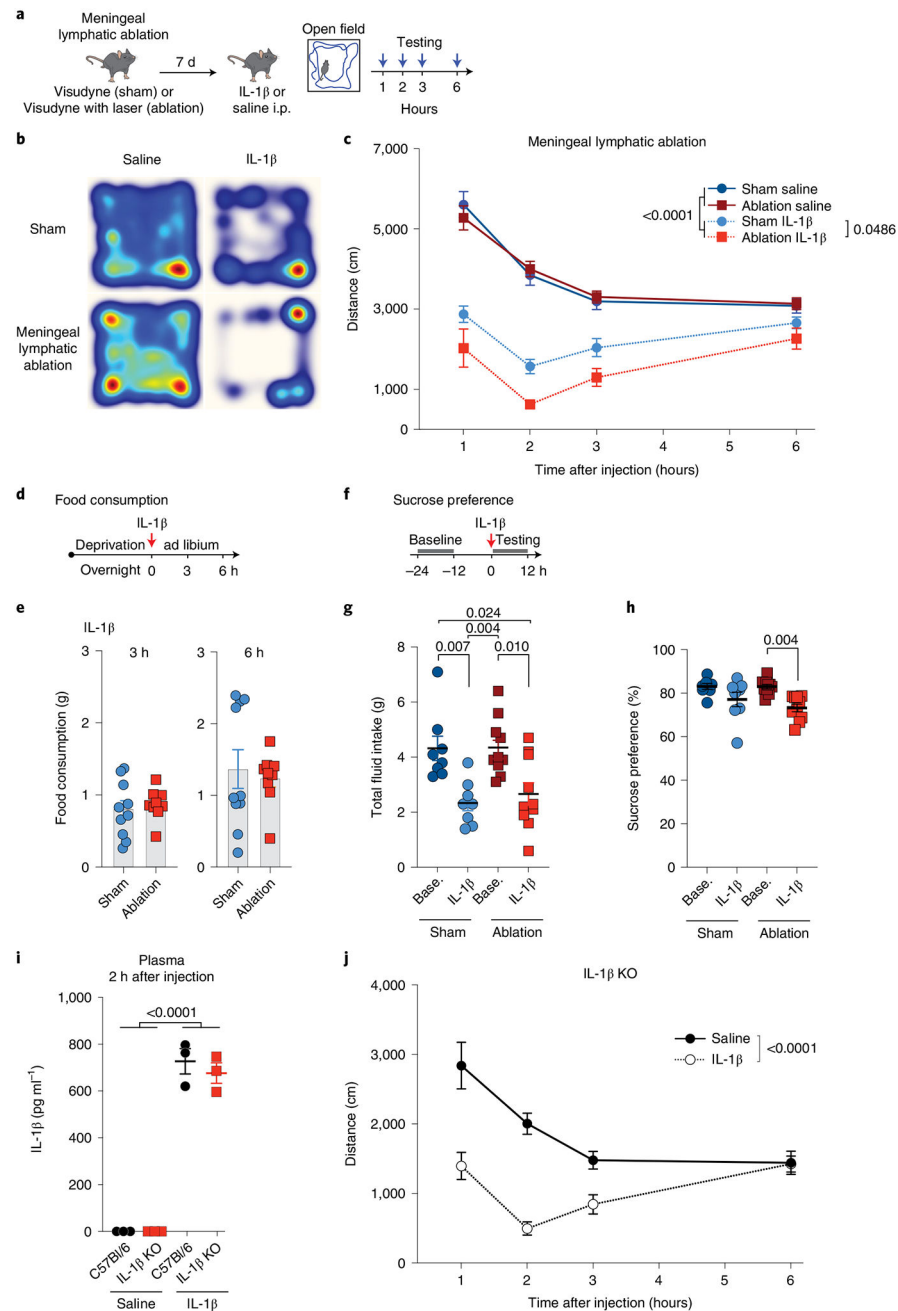 a
Meningeal
lymphatic ablation
7 d
Visudyne (sham) or
Visudyne with laser (ablation)
IL-1β or
saline i.p.
Open field
Testing
1 2 3 6
Hours
b
Saline
IL-1β
Sham
Meningeal
lymphatic
ablation
c
Meningeal lymphatic ablation
7,000
5,000
3,000
1,000
0
Distance (cm)
<0.0001
Sham saline
Ablation saline
Sham IL-1β
Ablation IL-1β
0.0486
1 2 3 4 5 6
Time after injection (hours)
d
Food consumption
IL-1β
Deprivation
ad libium
Overnight 0 3 6 h
f
Sucrose preference
IL-1β
Baseline
Testing
–24 –12 0 12 h
e
IL-1β
3 h
3
2
1
0
Food consumption (g)
Sham
Ablation
6 h
3
2
1
0
Sham
Ablation
g
0.024
0.004
0.007
0.010
8
6
4
2
0
Total fluid intake (g)
Base.
IL-1β
Base.
IL-1β
Sham
Ablation
h
0.004
100
80
60
40
20
0
Sucrose preference (%)
Base.
IL-1β
Base.
IL-1β
Sham
Ablation
i
Plasma
2 h after injection
<0.0001
1,000
800
600
400
200
0
IL-1β (pg ml⁻¹)
C57Bl/6
IL-1β KO
C57Bl/6
IL-1β KO
Saline
IL-1β
j
IL-1β KO
4,000
3,000
2,000
1,000
0
Distance (cm)
Saline
IL-1β
<0.0001
1 2 3 4 5 6
Time after injection (hours)